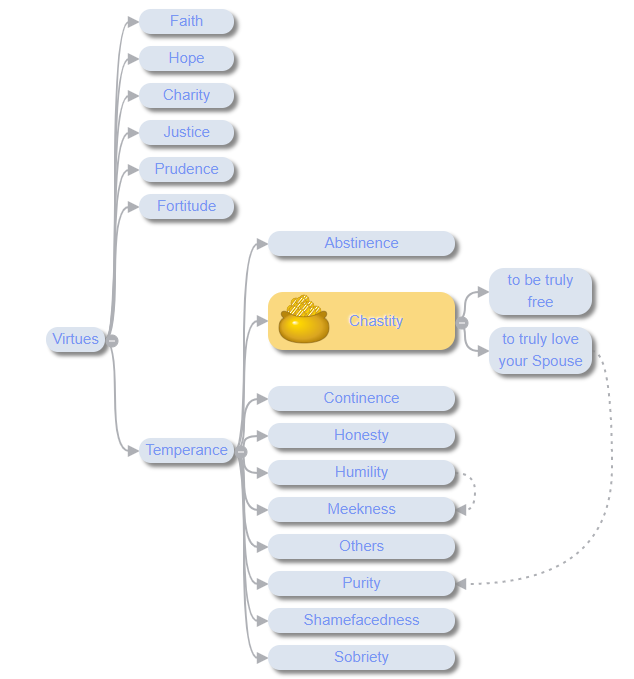 Faith
Hope
Charity
Justice
Prudence
Fortitude
Abstinence
to be truly
free
Chastity
Virtues
to truly love
your Spouse
Continence
Honesty
Temperance
Humility
Meekness
Others
Purity
Shamefacedness
Sobriety